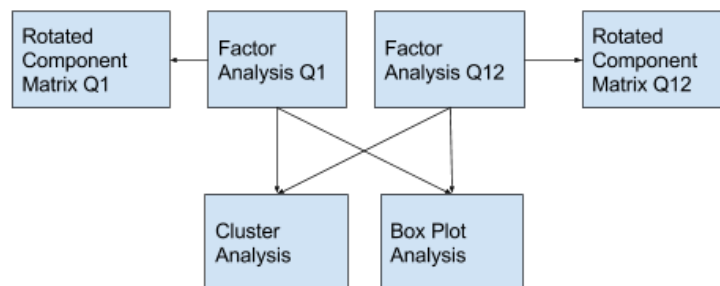 Rotated
Component
Matrix Q1
Factor
Analysis Q1
Factor
Analysis Q12
Rotated
Component
Matrix Q12
Cluster
Analysis
Box Plot
Analysis